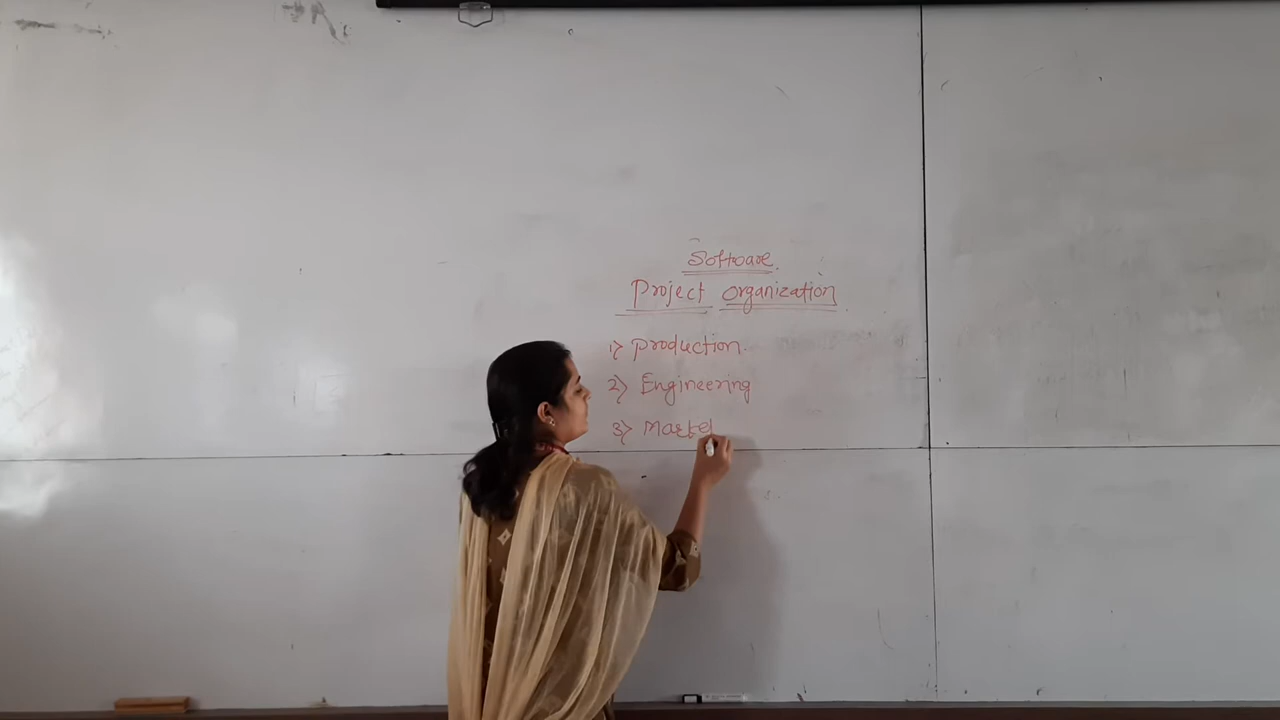 Software
Project Organization
1) Production.
2) Engineering
3) Market